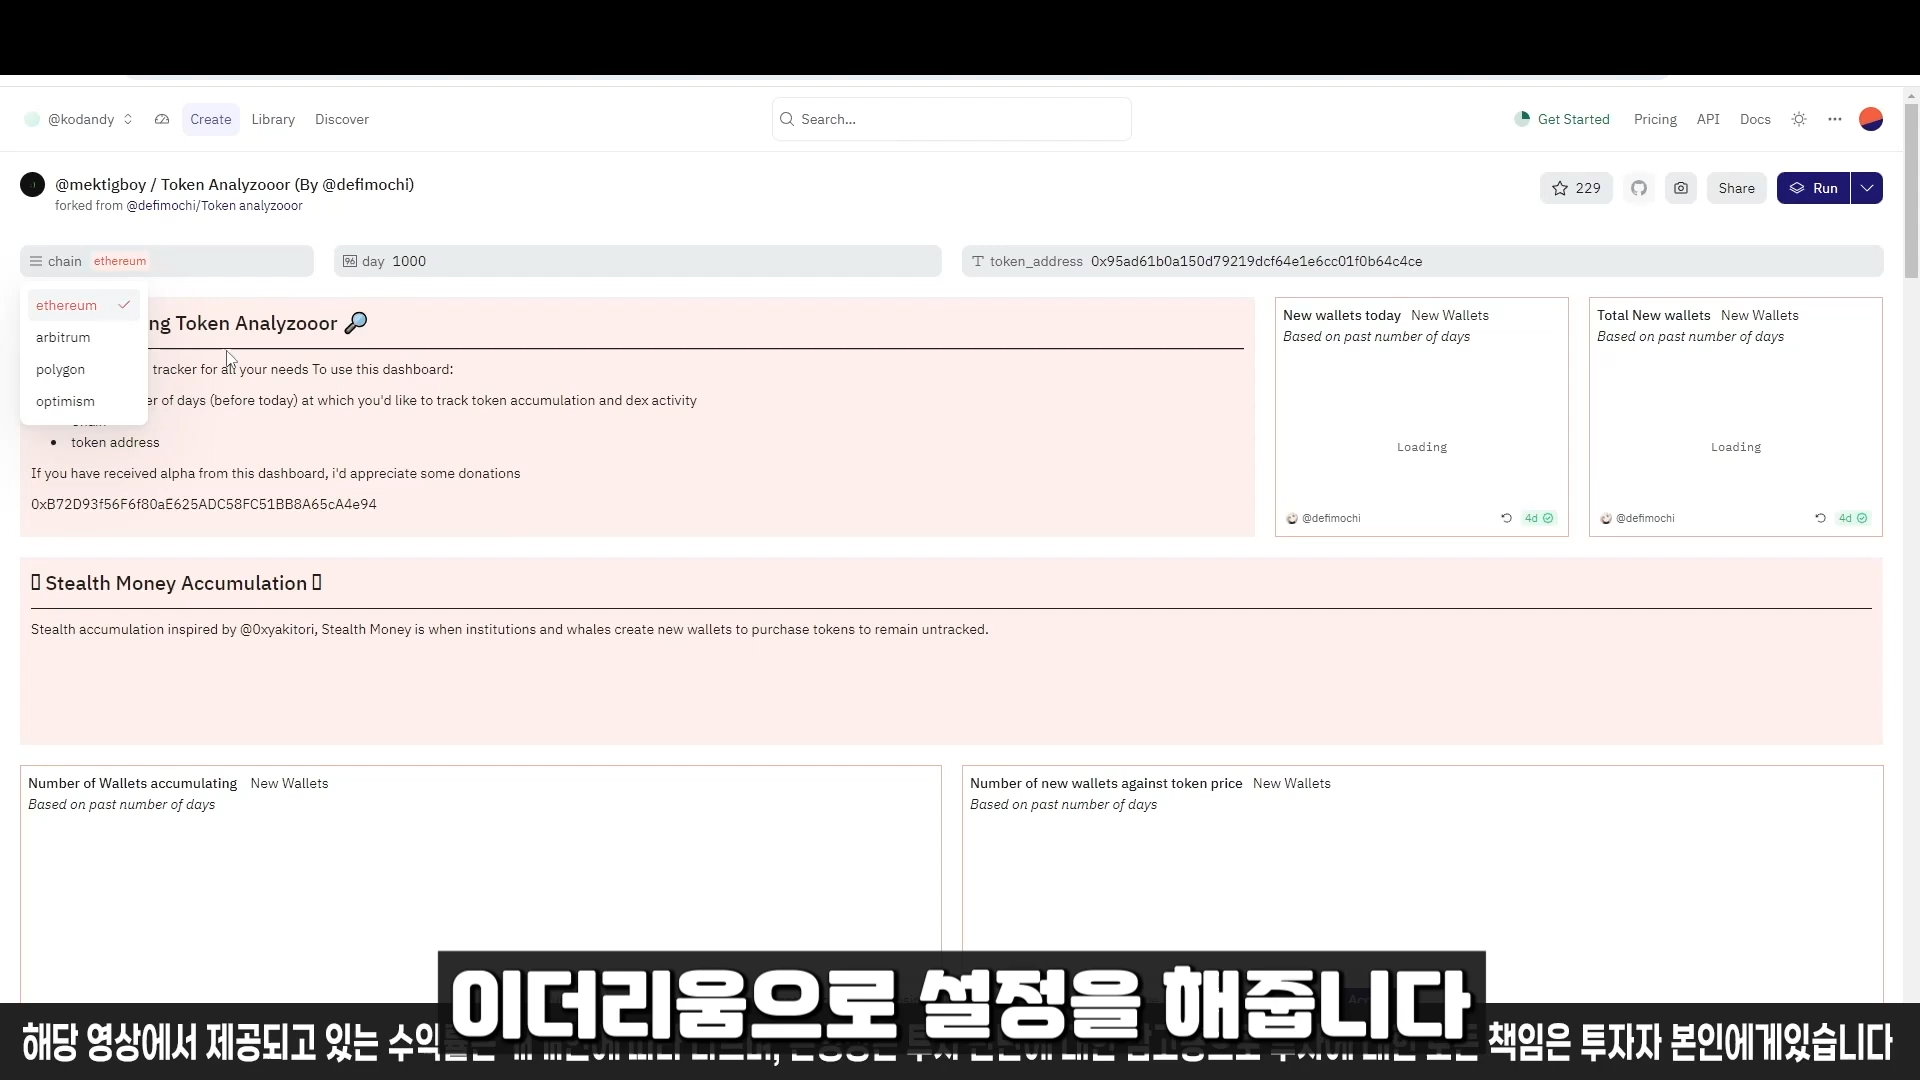 @kodandy
Create
Library
Discover
Search...
Get Started
Pricing
API
Docs
@mektigboy / Token Analyzooor (By @defimochi)
forked from @defimochi/Token analyzooor
229
Share
Run
chain ethereum
day 1000
token_address 0x95ad61b0a150d79219dcf64e1e6cc01f0b64c4ce
ethereum
arbitrum
polygon
optimism
ng Token Analyzooor
tracker for all your needs To use this dashboard:
er of days (before today) at which you'd like to track token accumulation and dex activity
token address
If you have received alpha from this dashboard, i'd appreciate some donations
0xB72D93f56F6f80aE625ADC58FC51BB8A65cA4e94
New wallets today New Wallets
Based on past number of days
Loading
@defimochi
4d
Total New wallets New Wallets
Based on past number of days
Loading
@defimochi
4d
Stealth Money Accumulation
Stealth accumulation inspired by @0xyakitori, Stealth Money is when institutions and whales create new wallets to purchase tokens to remain untracked.
Number of Wallets accumulating New Wallets
Based on past number of days
Number of new wallets against token price New Wallets
Based on past number of days
이더리움으로 설정을 해줍니다
해당 영상에서 제공되고 있는 책임은 투자자 본인에게있습니다